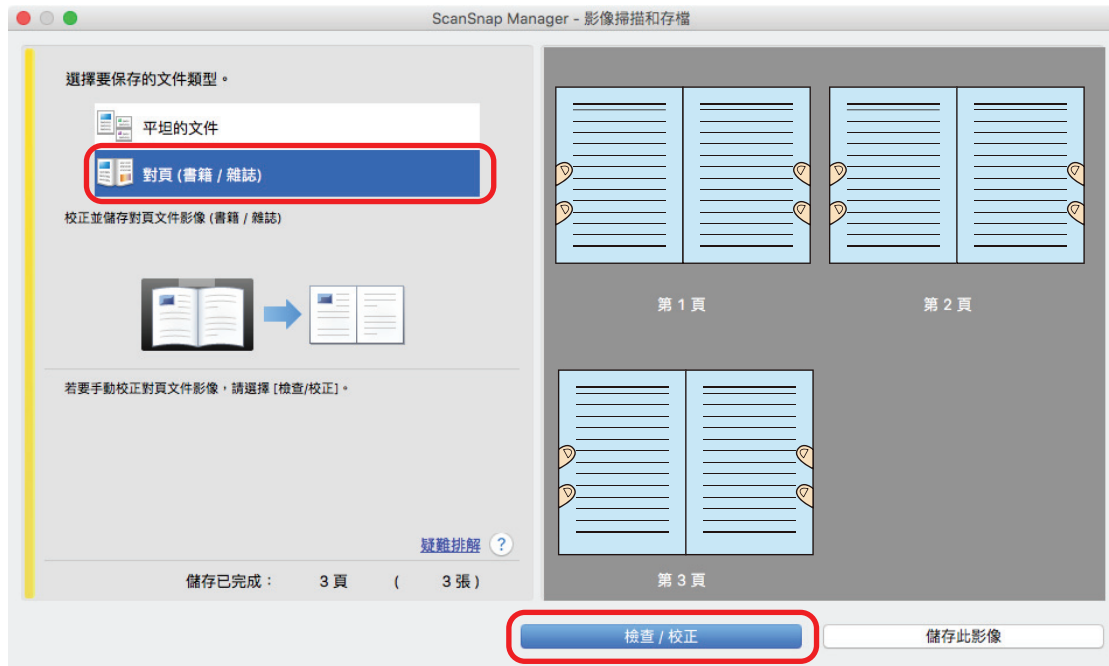 ScanSnap Manager - 影像掃描和存檔
選擇要保存的文件類型。
平坦的文件
對頁 (書籍 / 雜誌)
校正並儲存對頁文件影像 (書籍 / 雜誌)
若要手動校正對頁文件影像，請選擇 [檢查/校正]。
疑難排解 ?
儲存已完成： 3 頁 ( 3 張 )
第 1 頁
第 2 頁
第 3 頁
檢查 / 校正
儲存此影像